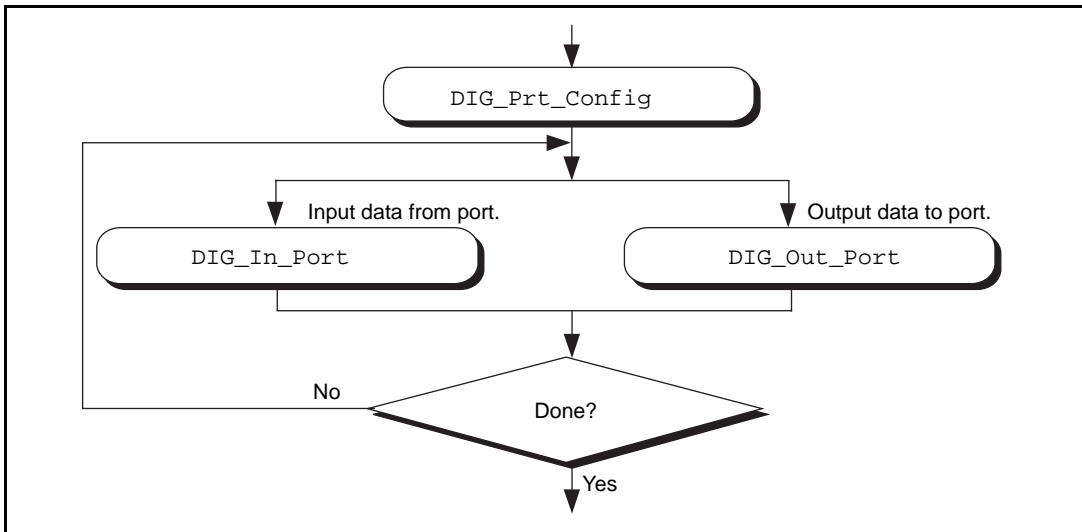 DIG_Prt_Config
Input data from port.
Output data to port.
DIG_In_Port
DIG_Out_Port
No
Done?
Yes